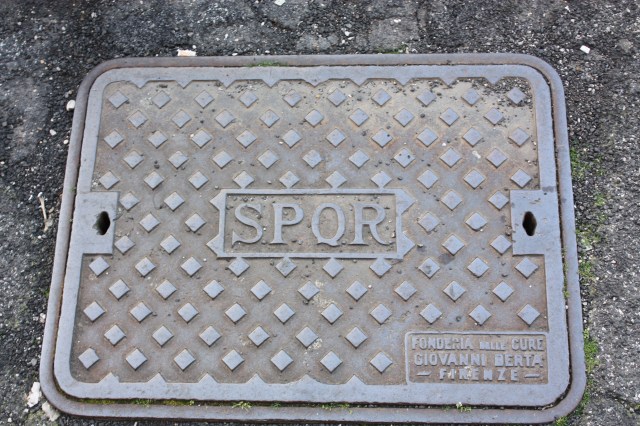 SPQR
FONDERIA DELLE CURE
GIOVANNI BERTA
— FIRENZE —